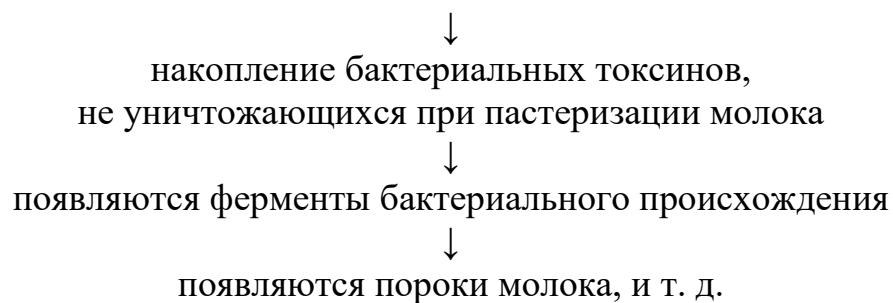 ↓
накопление бактериальных токсинов,
не уничтожающихся при пастеризации молока
↓
появляются ферменты бактериального происхождения
↓
появляются пороки молока, и т. д.